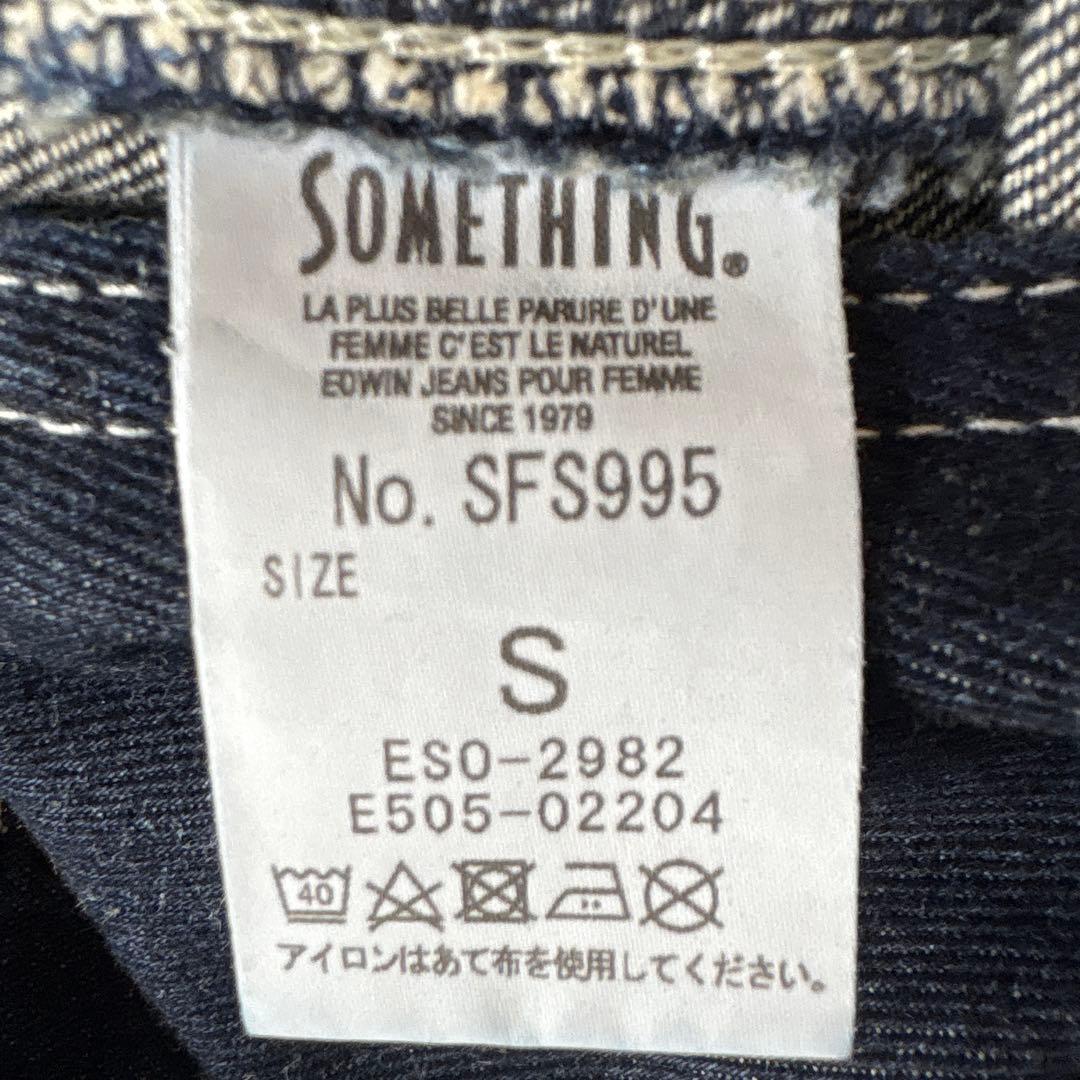 SOMETHING®
LA PLUS BELLE PARURE D'UNE
FEMME C'EST LE NATUREL
EDWIN JEANS POUR FEMME
SINCE 1979
No. SFS995
SIZE
S
ESO-2982
E505-02204
40
アイロンはあて布を使用してください。